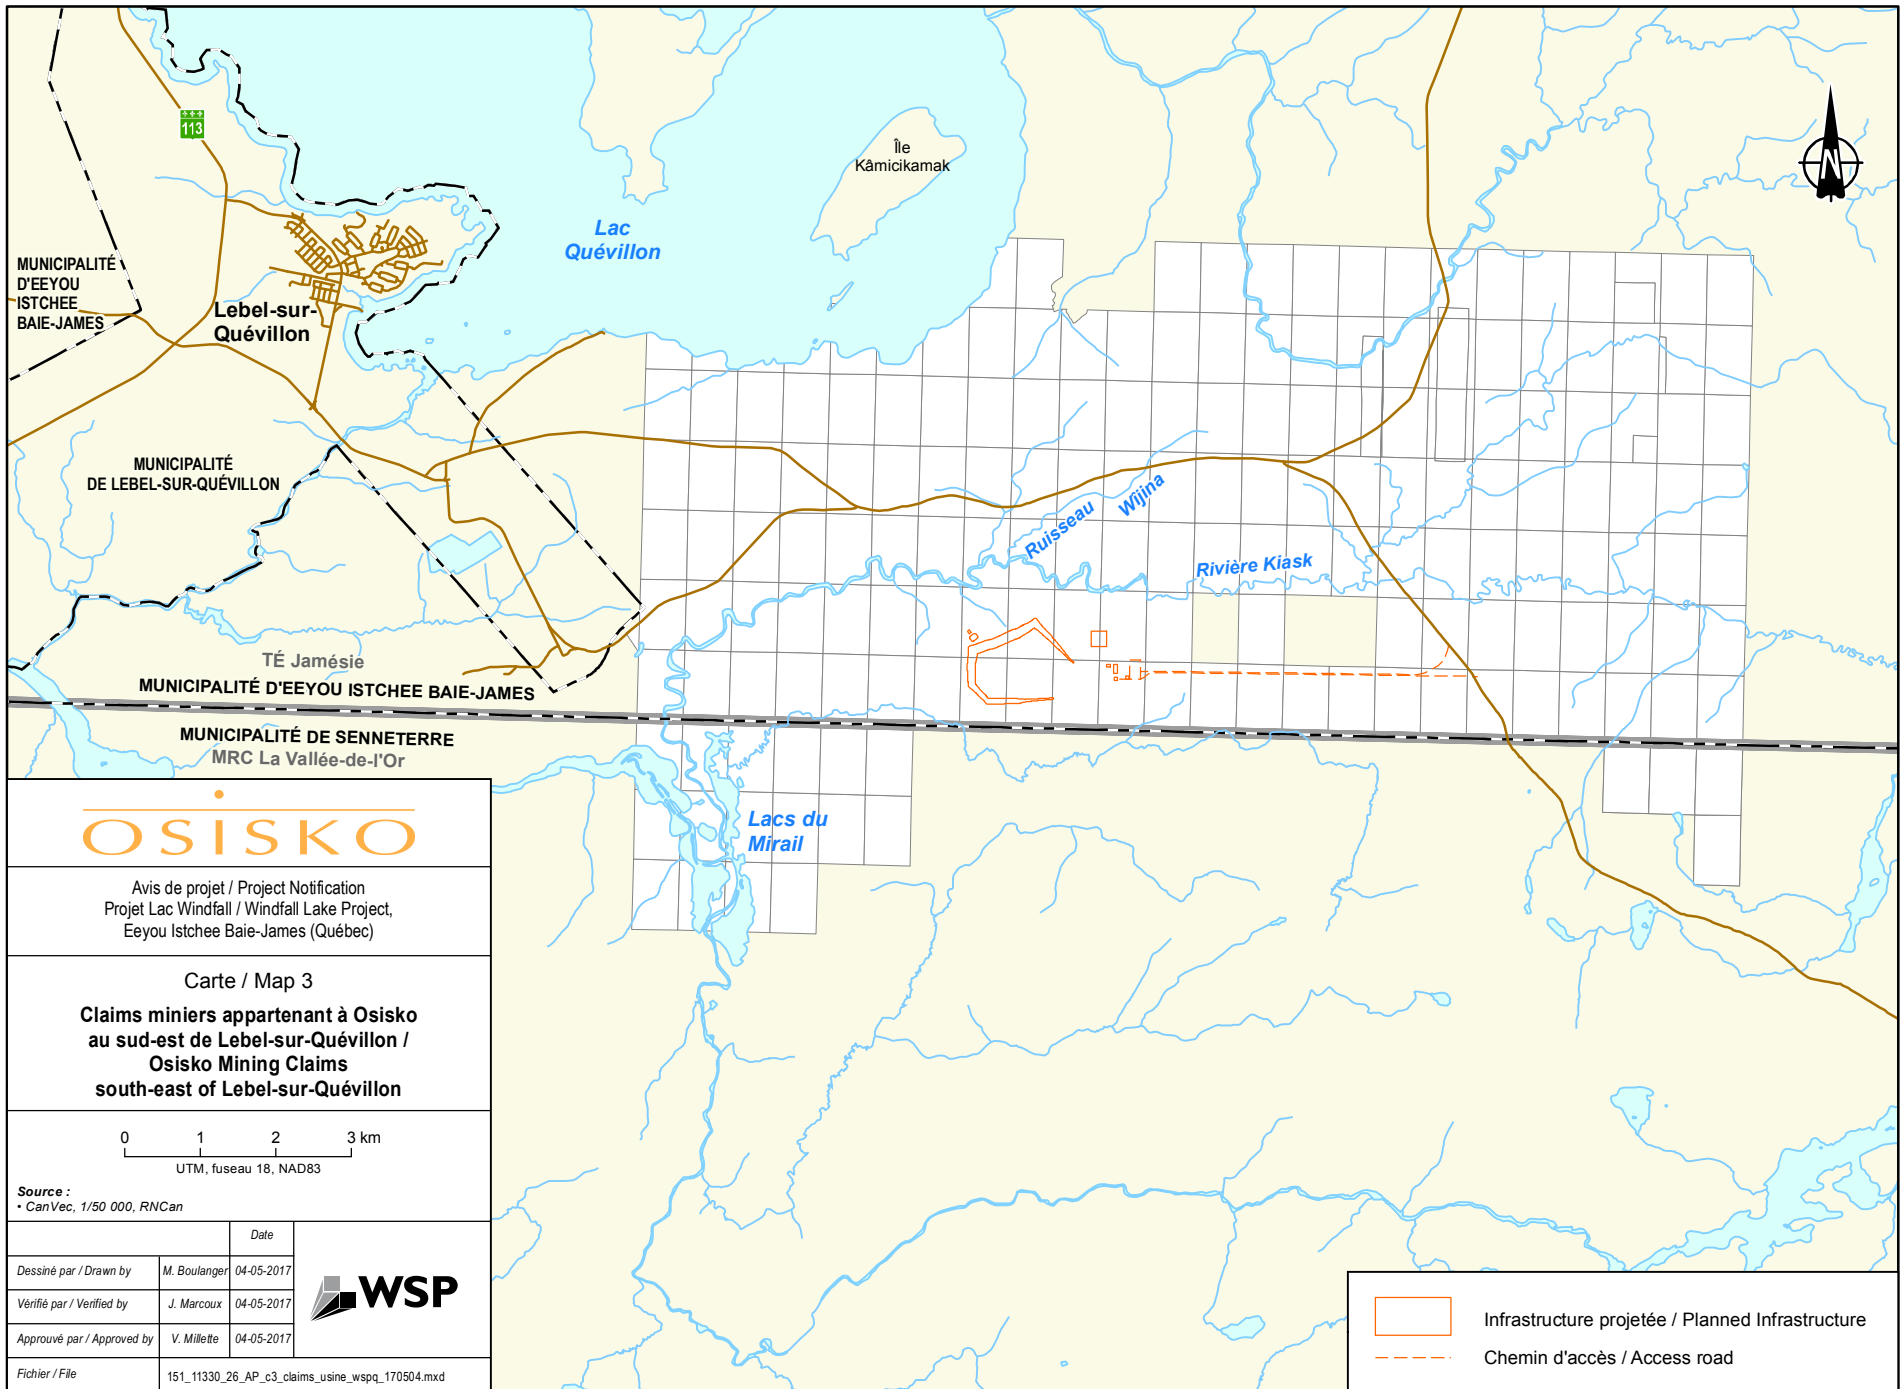 113
Île
Kâmicikamak
Lac
Quévillon
MUNICIPALITÉ
D'EEYOU
ISTCHEE
BAIE-JAMES
Lebel-sur-
Quévillon
MUNICIPALITÉ
DE LEBEL-SUR-QUÉVILLON
Ruisseau Wijina
Rivière Kiask
TÉ Jamésie
MUNICIPALITÉ D'EEYOU ISTCHEE BAIE-JAMES
MUNICIPALITÉ DE SENNETERRE
MRC La Vallée-de-l'Or
Lacs du
Mirail
N
OSISKO
Avis de projet / Project Notification
Projet Lac Windfall / Windfall Lake Project,
Eeyou Istchee Baie-James (Québec)
Carte / Map 3
Claims miniers appartenant à Osisko
au sud-est de Lebel-sur-Quévillon /
Osisko Mining Claims
south-east of Lebel-sur-Quévillon
0 1 2 3 km
UTM, fuseau 18, NAD83
Source :
• CanVec, 1/50 000, RNCan
Date
Dessiné par / Drawn by M. Boulanger 04-05-2017
Vérifié par / Verified by J. Marcoux 04-05-2017
Approuvé par / Approved by V. Millette 04-05-2017
WSP
Fichier / File 151_11330_26_AP_c3_claims_usine_wspq_170504.mxd
Infrastructure projetée / Planned Infrastructure
Chemin d'accès / Access road